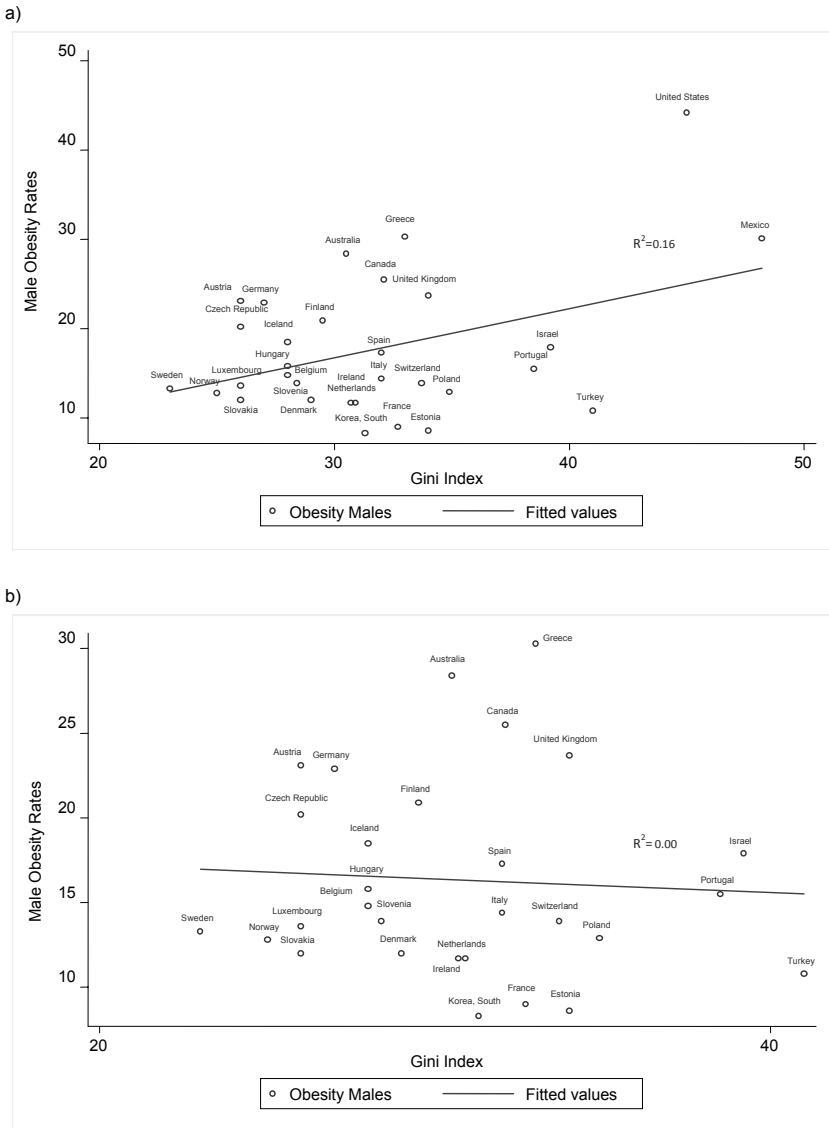 a)
50
United States
40
Male Obesity Rates
Greece
30
Mexico
Australia
R²=0.16
Canada
United Kingdom
Austria
Germany
Czech Republic
Finland
20
Iceland
Spain
Israel
Hungary
Luxembourg
Belgium
Italy
Portugal
Sweden
Norway
Ireland
Switzerland
Slovenia
Netherlands
Poland
Turkey
Slovakia
Denmark
France
Korea, South
Estonia
10
20
30
40
50
Gini Index
Obesity Males
Fitted values
b)
30
Greece
Australia
25
Canada
United Kingdom
Austria
Germany
Finland
Czech Republic
20
Iceland
R²=0.00
Israel
Spain
Male Obesity Rates
Hungary
Portugal
Belgium
15
Slovenia
Italy
Switzerland
Sweden
Luxembourg
Norway
Poland
Slovakia
Denmark
Netherlands
Ireland
Turkey
10
France
Korea, South
Estonia
20
40
Gini Index
Obesity Males
Fitted values